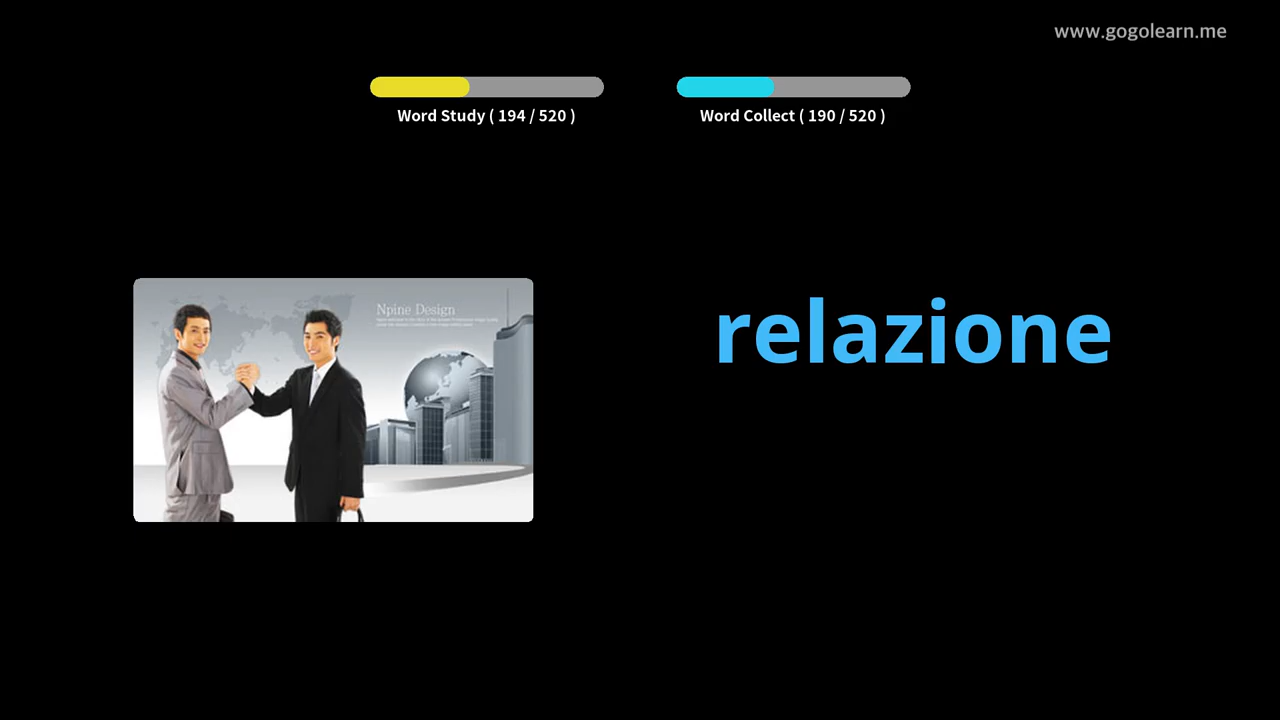 www.gogolearn.me
Word Study ( 194 / 520 )
Word Collect ( 190 / 520 )
Npine Design
relazione